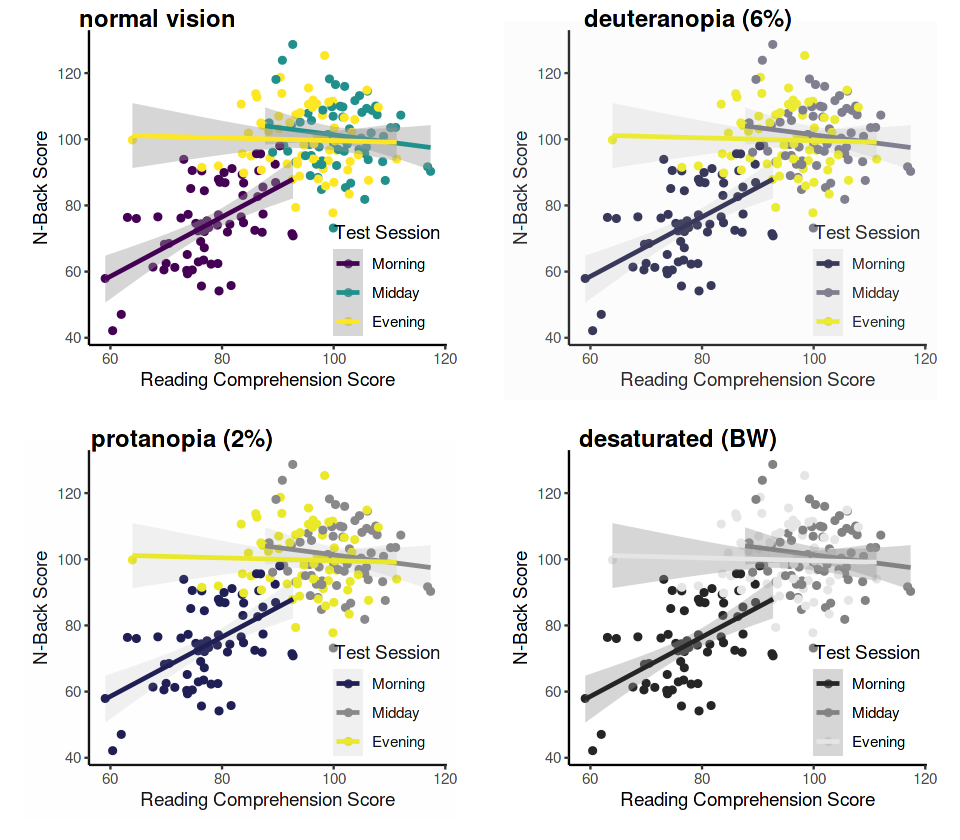 normal vision
N-Back Score
120
100
80
60
40
Test Session
Morning
Midday
Evening
60 80 100 120
Reading Comprehension Score
deuteranopia (6%)
N-Back Score
120
100
80
60
40
Test Session
Morning
Midday
Evening
60 80 100 120
Reading Comprehension Score
protanopia (2%)
N-Back Score
120
100
80
60
40
Test Session
Morning
Midday
Evening
60 80 100 120
Reading Comprehension Score
desaturated (BW)
N-Back Score
120
100
80
60
40
Test Session
Morning
Midday
Evening
60 80 100 120
Reading Comprehension Score